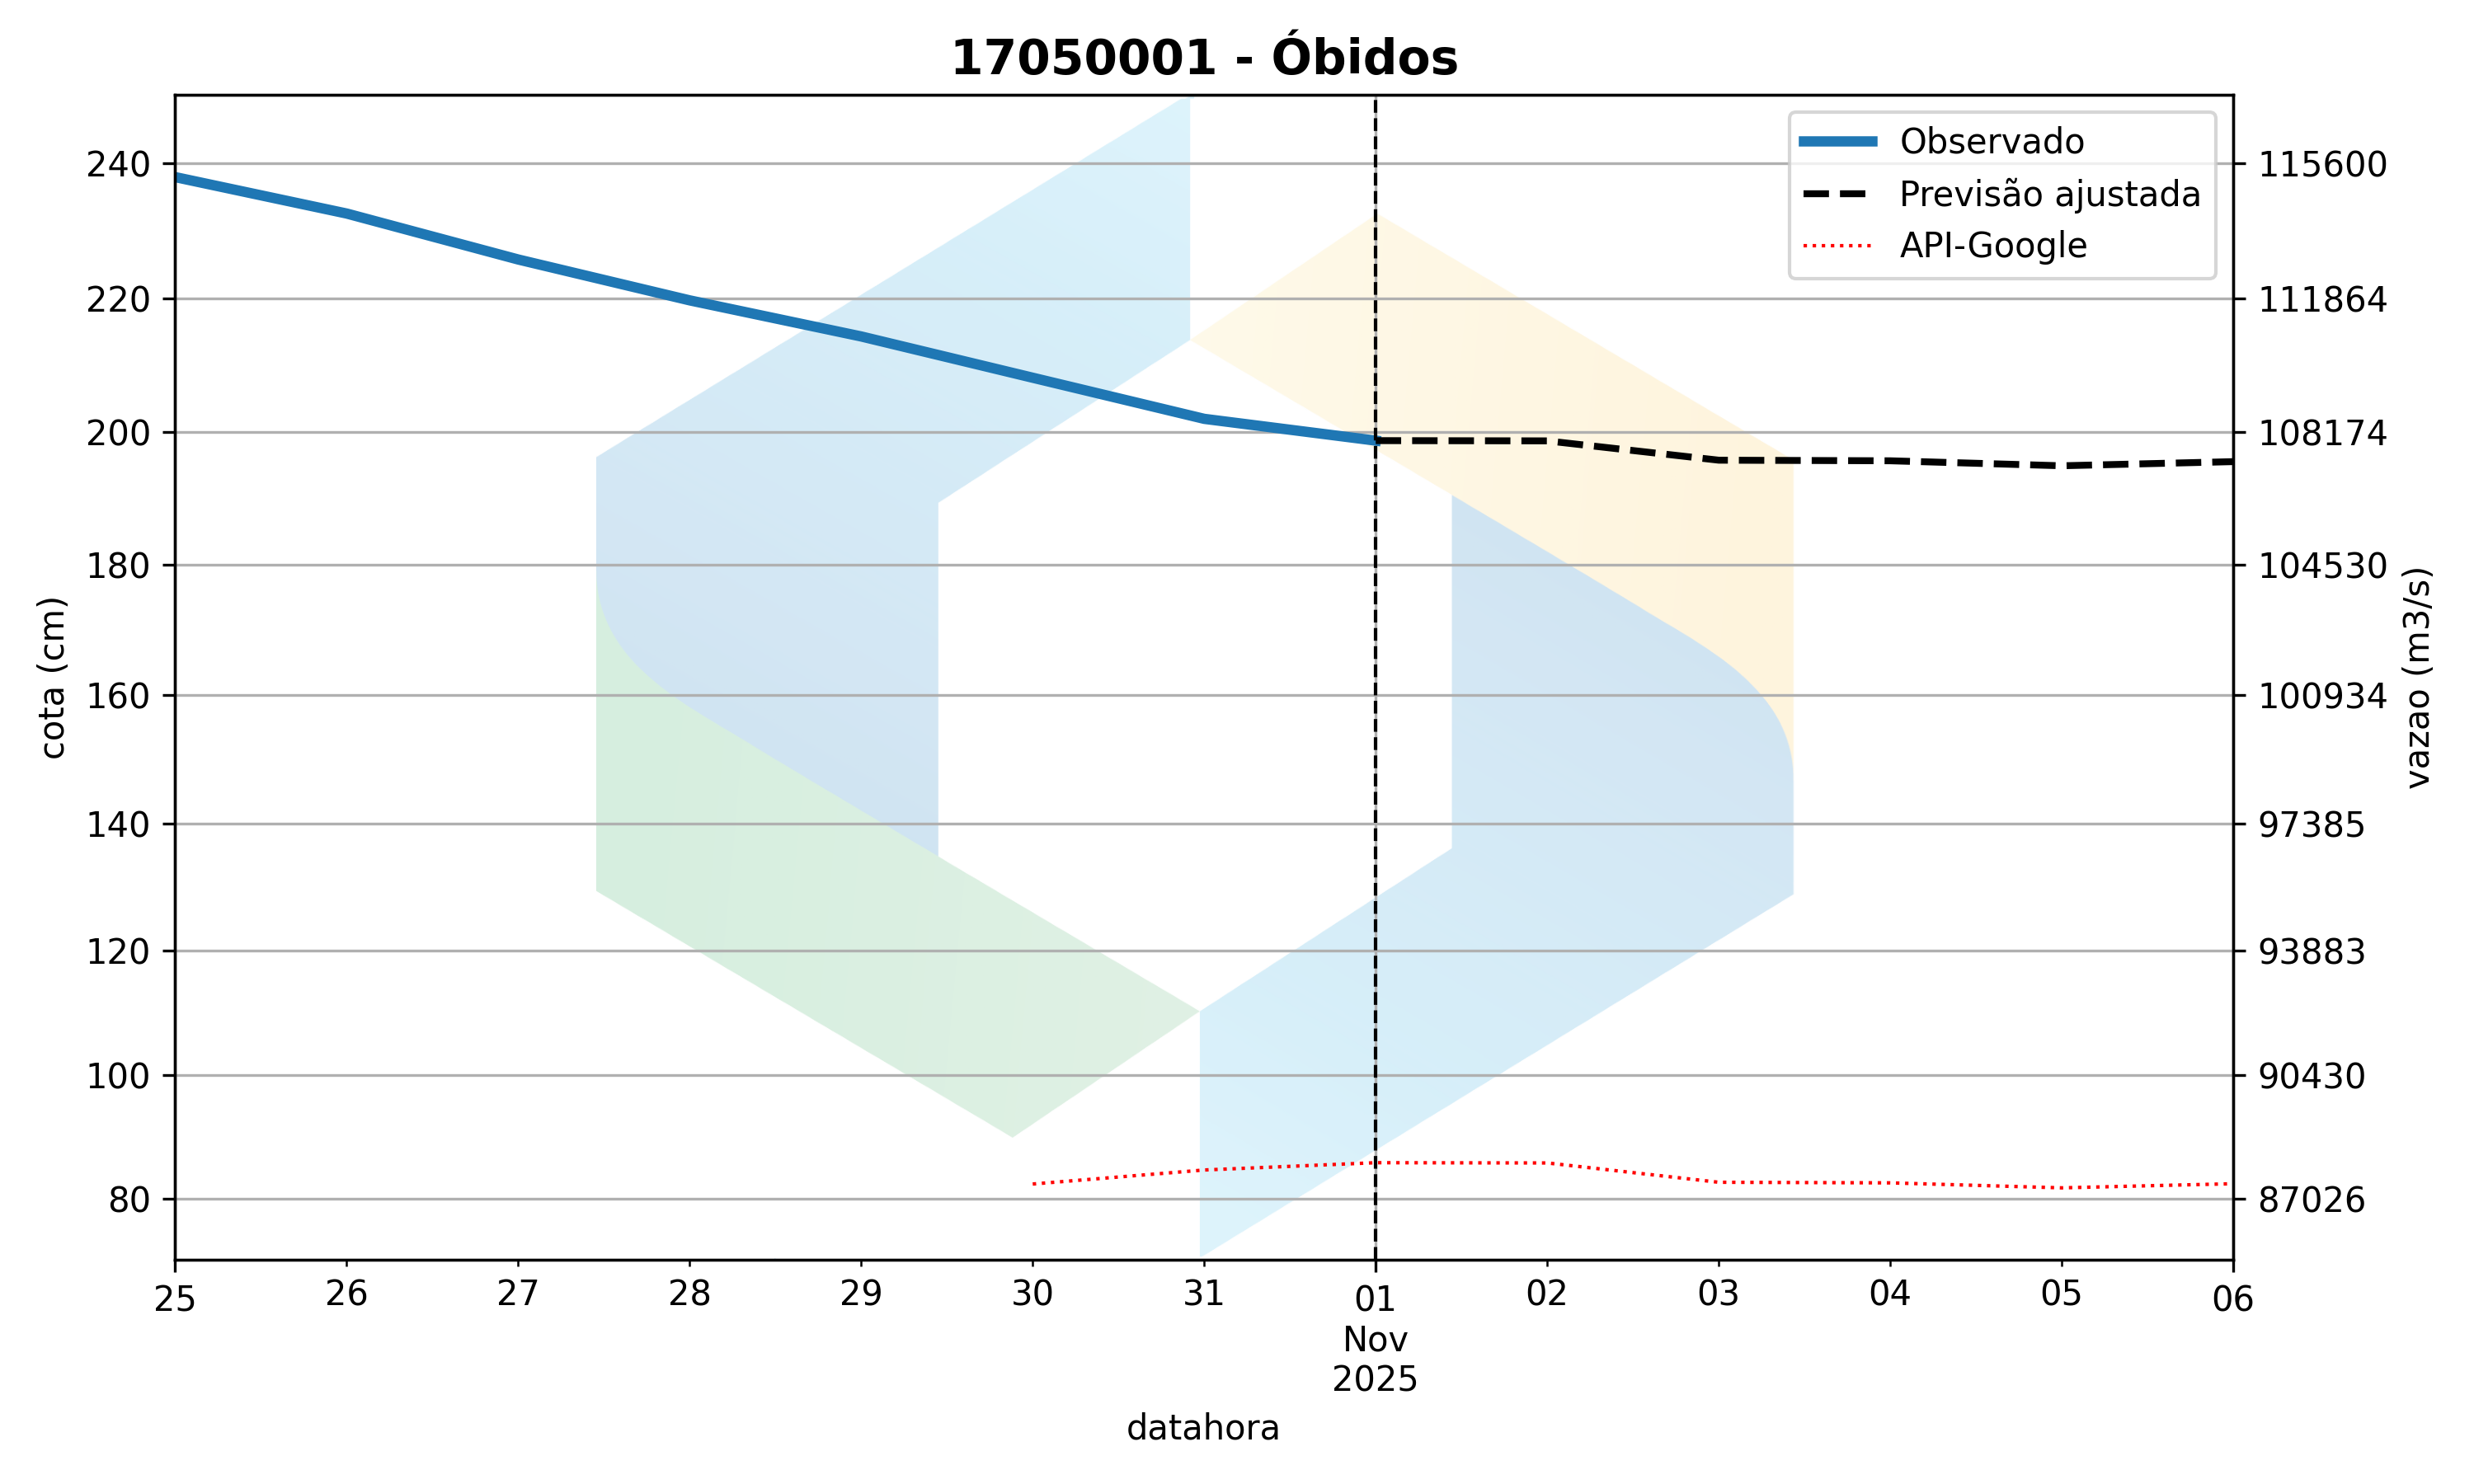 17050001 - Óbidos
Observado
Previsão ajustada
API-Google
240
220
200
180
160
140
120
100
80
cota (cm)
115600
111864
108174
104530
100934
97385
93883
90430
87026
vazao (m3/s)
25 26 27 28 29 30 31 01 02 03 04 05 06
Nov
2025
datahora